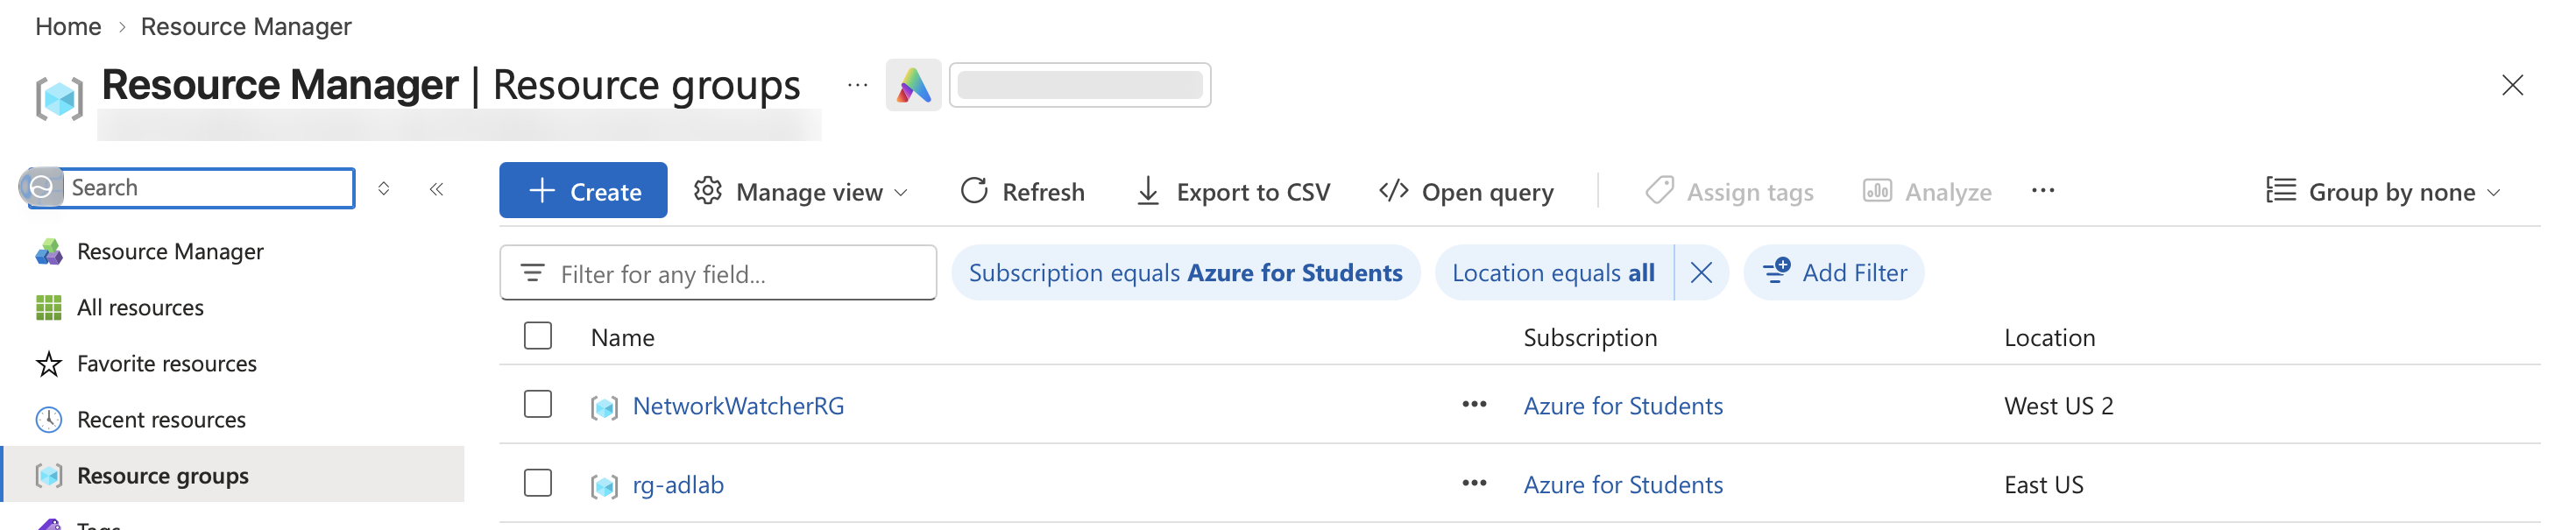 Home > Resource Manager
Resource Manager | Resource groups ...
Search
Create Manage view Refresh Export to CSV Open query Assign tags Analyze ... Group by none
Resource Manager
All resources
Favorite resources
Recent resources
Resource groups
Tags
Filter for any field... Subscription equals Azure for Students Location equals all Add Filter
Name Subscription Location
NetworkWatcherRG ... Azure for Students West US 2
rg-adlab ... Azure for Students East US